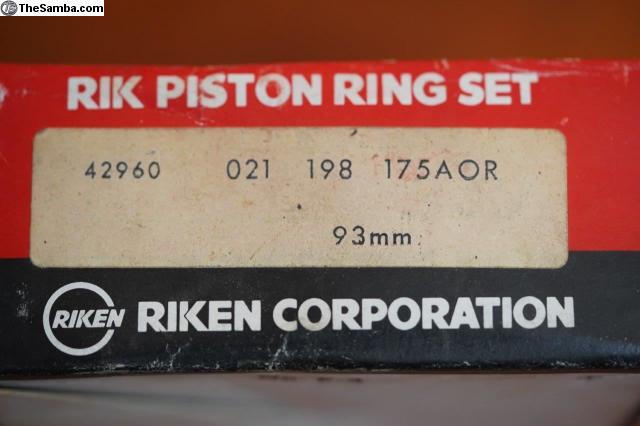 TheSamba.com
RIK PISTON RING SET
42960 021 198 175AOR
93mm
RIKEN RIKEN CORPORATION